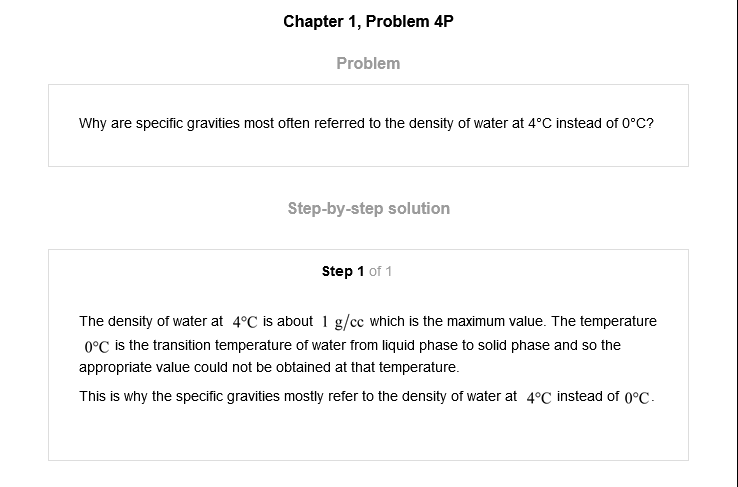 Chapter 1, Problem 4P
Problem
Why are specific gravities most often referred to the density of water at 4°C instead of 0°C?
Step-by-step solution
Step 1 of 1
The density of water at 4°C is about 1 g/cc which is the maximum value. The temperature
0°C is the transition temperature of water from liquid phase to solid phase and so the
appropriate value could not be obtained at that temperature.
This is why the specific gravities mostly refer to the density of water at 4°C instead of 0°C.